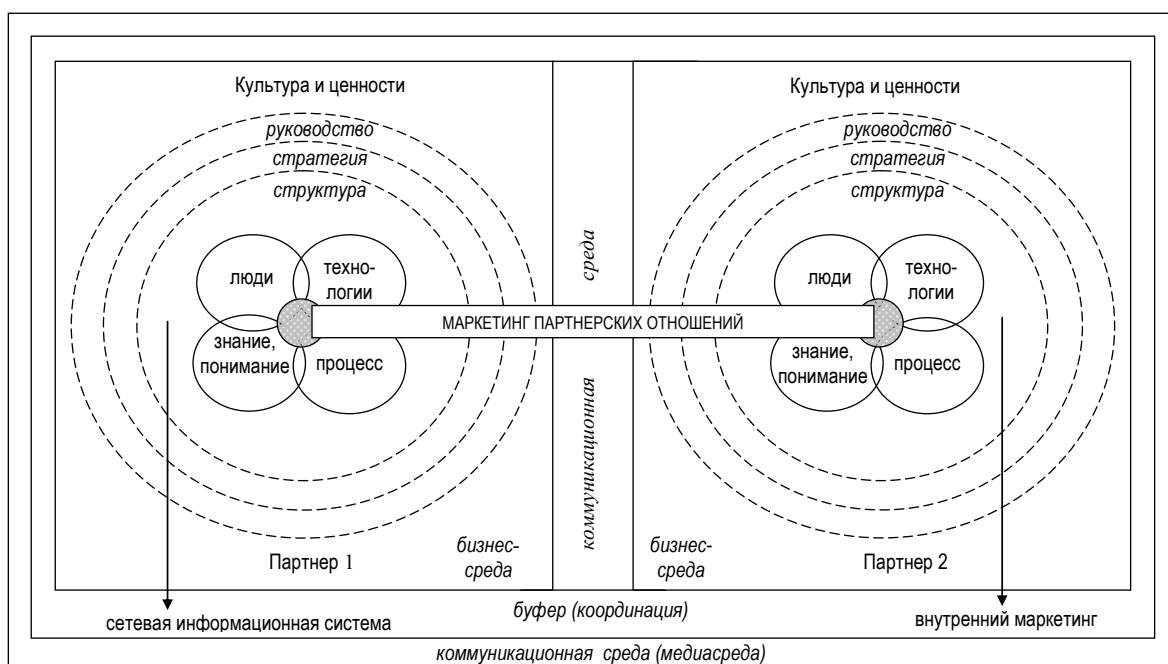 Культура и ценности
руководство
стратегия
структура
люди
техно-
логии
знание,
понимание
процесс
Партнер 1
бизнес-
среда
коммуникационная среда
МАРКЕТИНГ ПАРТНЕРСКИХ ОТНОШЕНИЙ
Культура и ценности
руководство
стратегия
структура
люди
техно-
логии
знание,
понимание
процесс
бизнес-
среда
Партнер 2
буфер (координация)
сетевая информационная система
внутренний маркетинг
коммуникационная среда (медиасреда)